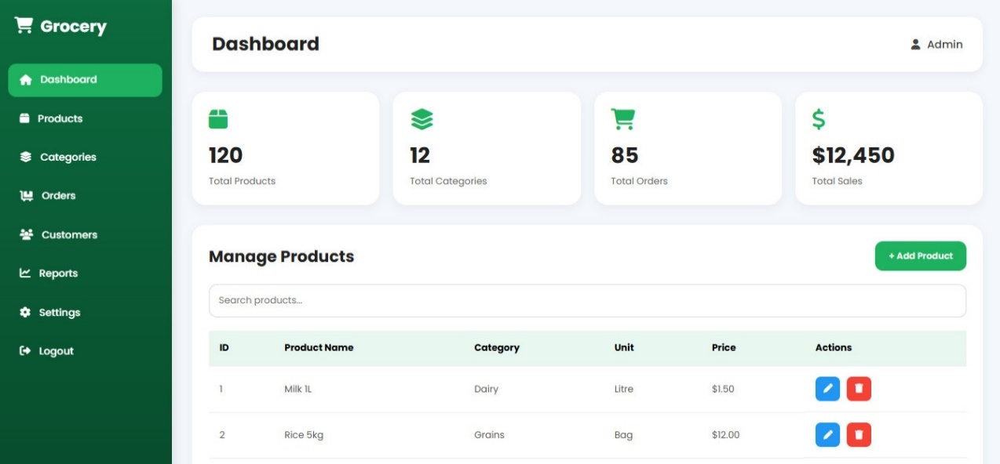 Grocery
Dashboard
Products
Categories
Orders
Customers
Reports
Settings
Logout
Dashboard
Admin
120
Total Products
12
Total Categories
85
Total Orders
$12,450
Total Sales
Manage Products
+ Add Product
Search products...
ID Product Name Category Unit Price Actions
1 Milk 1L Dairy Litre $1.50
2 Rice 5kg Grains Bag $12.00